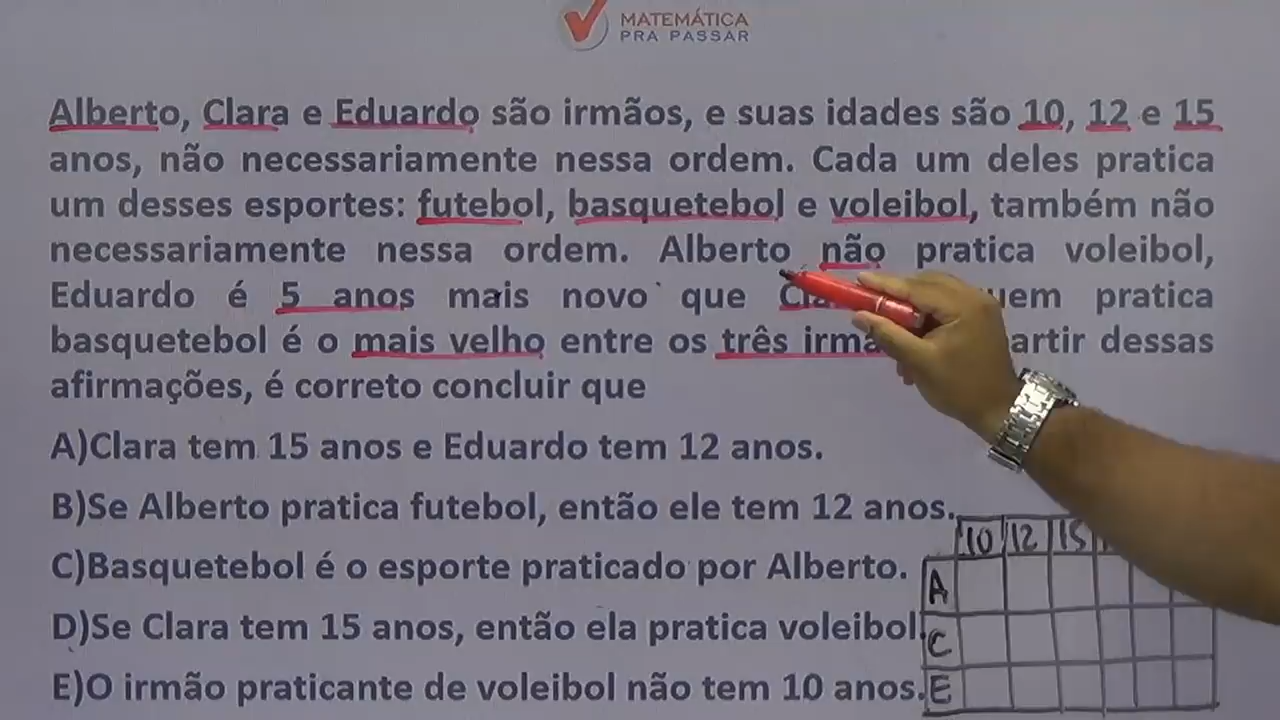 MATEMÁTICA
PRA PASSAR
Alberto, Clara e Eduardo são irmãos, e suas idades são 10, 12 e 15
anos, não necessariamente nessa ordem. Cada um deles pratica
um desses esportes: futebol, basquetebol e voleibol, também não
necessariamente nessa ordem. Alberto não pratica voleibol,
Eduardo é 5 anos mais novo que pratica
basquetebol é o mais velho entre os três dessas
afirmações, é correto concluir que
A)Clara tem 15 anos e Eduardo tem 12 anos.
B)Se Alberto pratica futebol, então ele tem 12 anos.
10 12 15
C)Basquetebol é o esporte praticado por Alberto.
A
D)Se Clara tem 15 anos, então ela pratica voleibol.
C
E)O irmão praticante de voleibol não tem 10 anos.
E